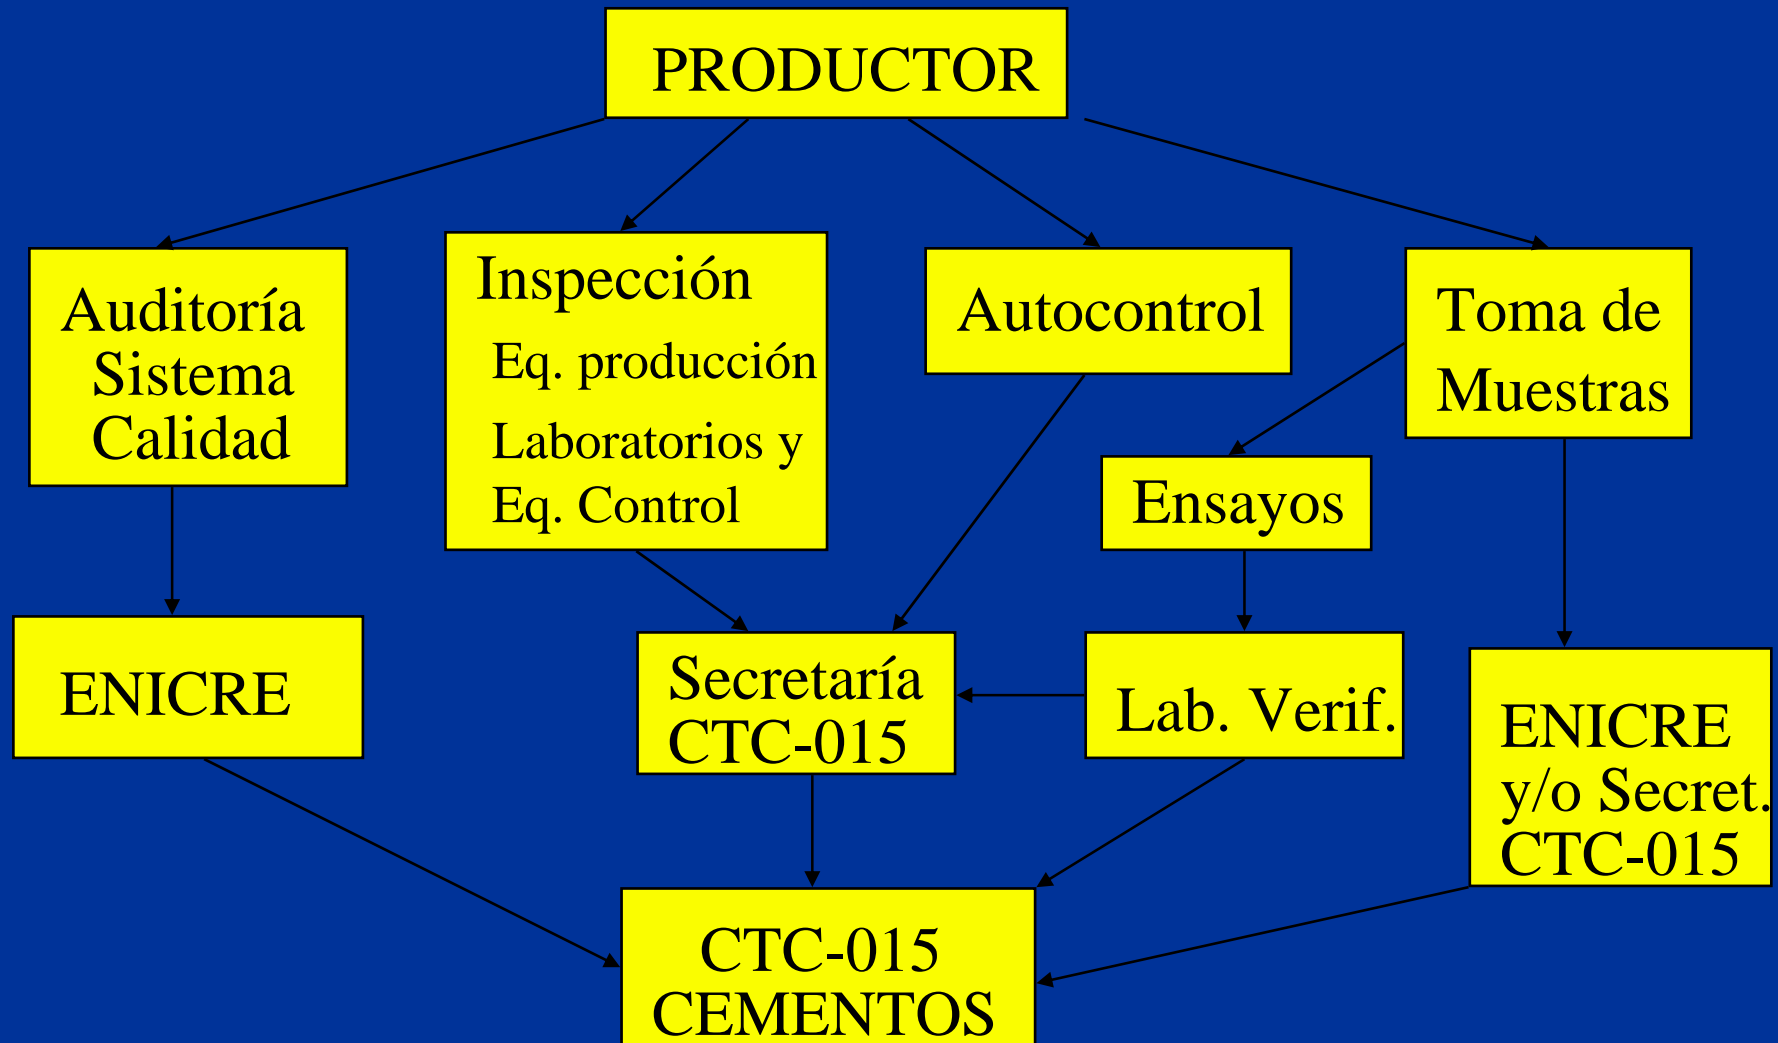 PRODUCTOR
Auditoría
Sistema
Calidad
Inspección
Eq. producción
Laboratorios y
Eq. Control
Autocontrol
Toma de
Muestras
Ensayos
ENICRE
Secretaría
CTC-015
Lab. Verif.
ENICRE
y/o Secret.
CTC-015
CTC-015
CEMENTOS